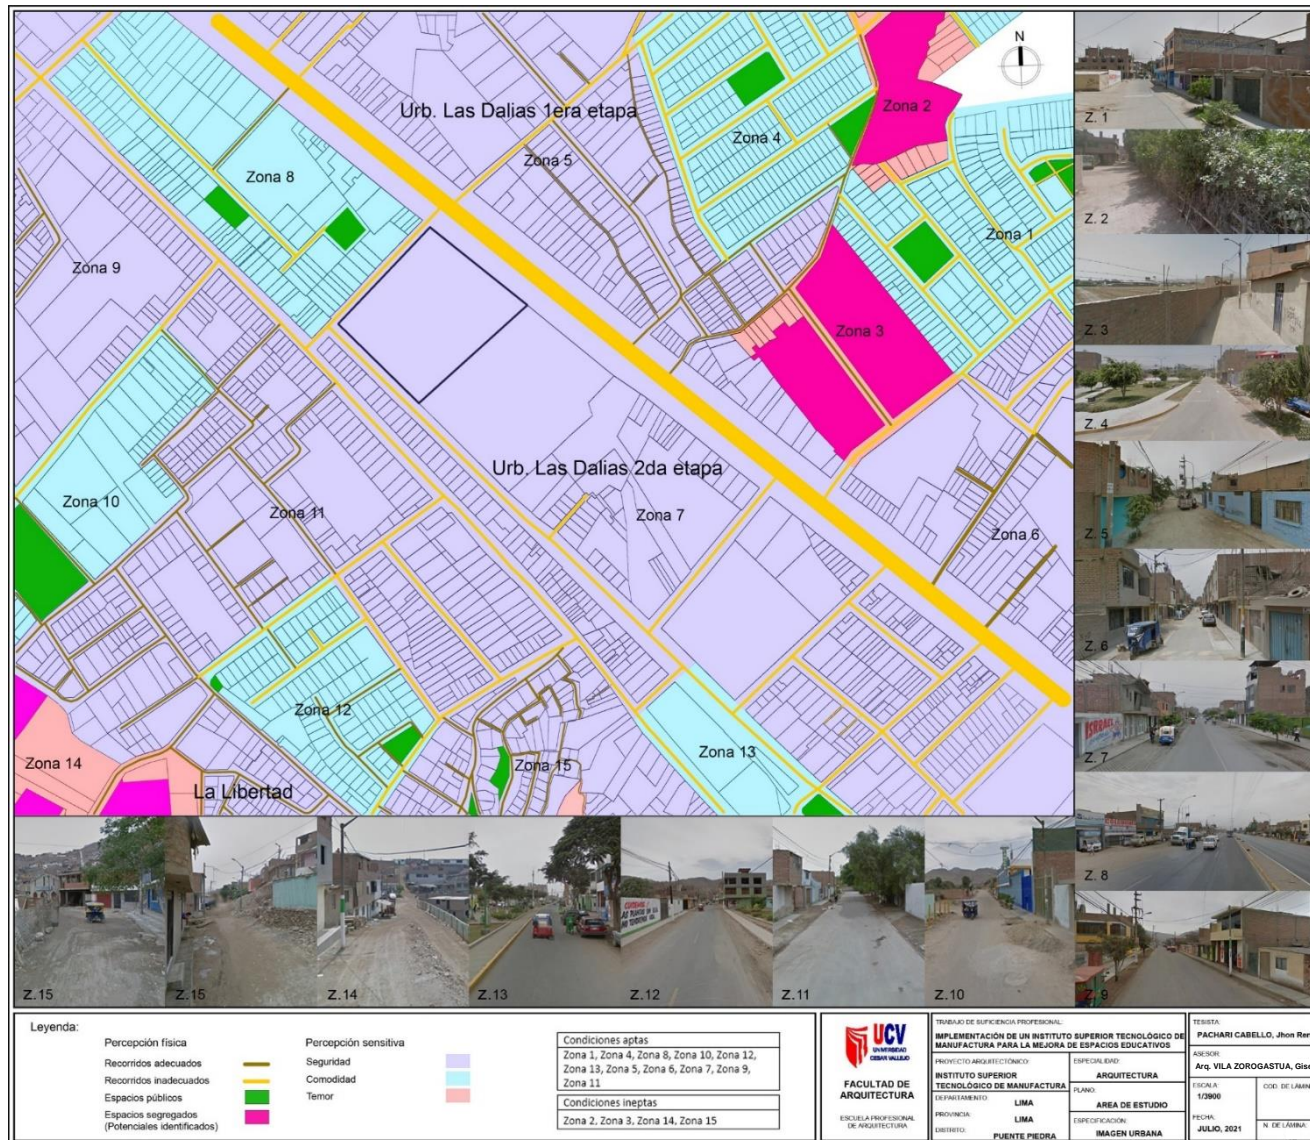 N
Urb. Las Dalias 1era etapa
Zona 2
Zona 4
Zona 5
Zona 8
Zona 1
Zona 9
Zona 3
Urb. Las Dalias 2da etapa
Zona 10
Zona 11
Zona 7
Zona 6
Zona 12
Zona 13
Zona 14
Zona 15
La Libertad
Z. 1
Z. 2
Z. 3
Z. 4
Z. 5
Z. 6
Z. 7
Z. 8
Z. 9
Z.15
Z.15
Z.14
Z.13
Z.12
Z.11
Z.10
Leyenda:
Percepción física
Recorridos adecuados
Recorridos inadecuados
Espacios públicos
Espacios segregados
(Potenciales identificados)
Percepción sensitiva
Seguridad
Comodidad
Temor
Condiciones aptas
Zona 1, Zona 4, Zona 8, Zona 10, Zona 12,
Zona 13, Zona 5, Zona 6, Zona 7, Zona 9,
Zona 11
Condiciones ineptas
Zona 2, Zona 3, Zona 14, Zona 15
UCV
UNIVERSIDAD
CESAR VALLEJO
FACULTAD DE
ARQUITECTURA
ESCUELA PROFESIONAL
DE ARQUITECTURA
TRABAJO DE SUFICIENCIA PROFESIONAL:
IMPLEMENTACIÓN DE UN INSTITUTO SUPERIOR TECNOLÓGICO DE
MANUFACTURA PARA LA MEJORA DE ESPACIOS EDUCATIVOS
PROYECTO ARQUITECTÓNICO:
INSTITUTO SUPERIOR
TECNOLÓGICO DE MANUFACTURA
DEPARTAMENTO: LIMA
PROVINCIA: LIMA
DISTRITO: PUENTE PIEDRA
ESPECIALIDAD:
ARQUITECTURA
PLANO:
AREA DE ESTUDIO
ESPECIFICACIÓN:
IMAGEN URBANA
TESISTA:
PACHARI CABELLO, Jhon Ren
ASESOR:
Arq. VILA ZOROGASTUA, Gise
ESCALA:
1/3900
COD. DE LÁMIN
FECHA:
JULIO, 2021
N. DE LÁMINA: